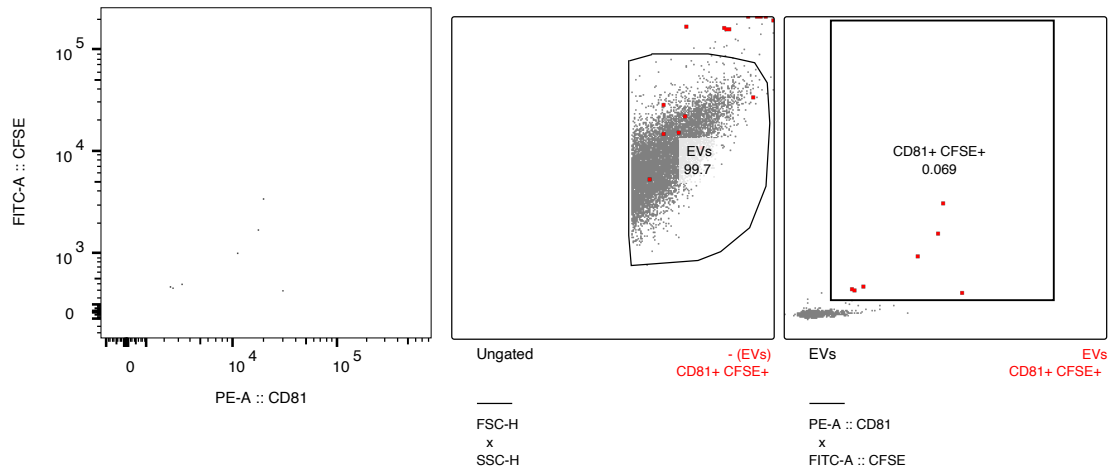 FITC-A :: CFSE
10^5
10^4
10^3
0
0
10^4
10^5
PE-A :: CD81
EVs
99.7
Ungated
- (EVs)
CD81+ CFSE+
FSC-H
x
SSC-H
CD81+ CFSE+
0.069
EVs
EVs
CD81+ CFSE+
PE-A :: CD81
x
FITC-A :: CFSE